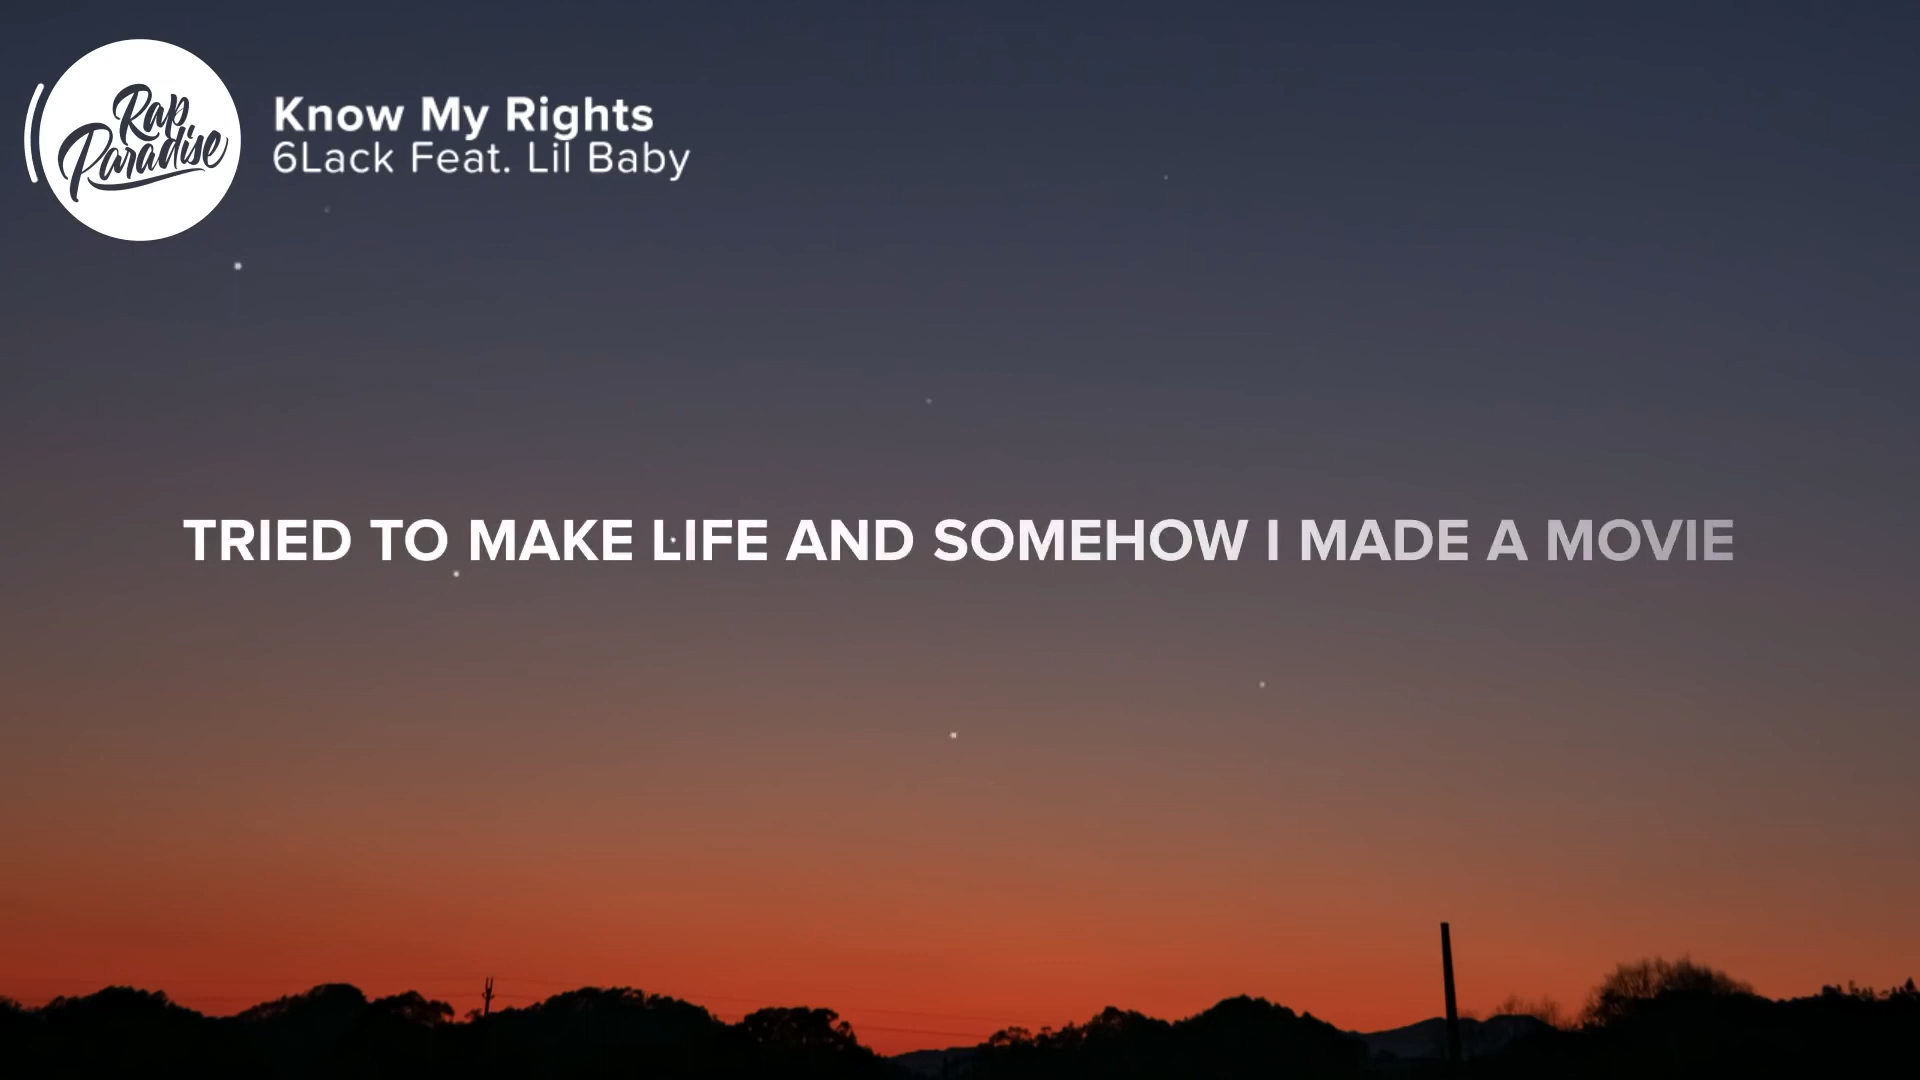 Rap
Paradise
Know My Rights
6Lack Feat. Lil Baby
TRIED TO MAKE LIFE AND SOMEHOW I MADE A MOVIE